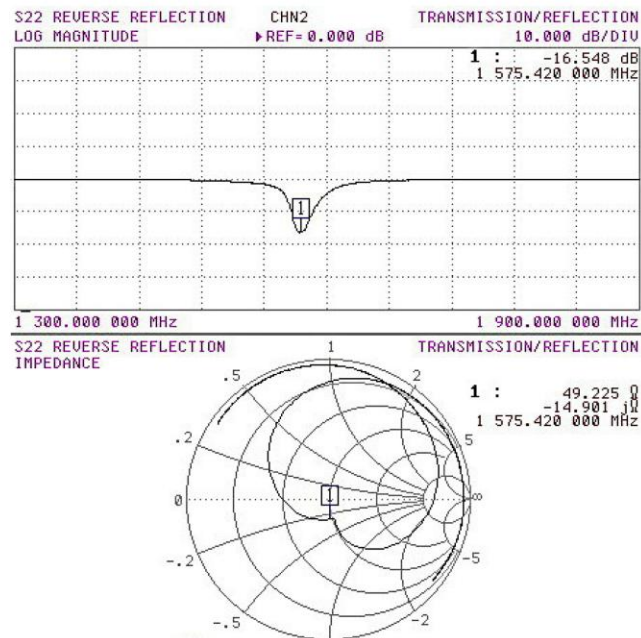 S22 REVERSE REFLECTION CHN2 TRANSMISSION/REFLECTION
LOG MAGNITUDE ▶REF= 0.000 dB 10.000 dB/DIV
1 : -16.548 dB
1 575.420 000 MHz
1
1 300.000 000 MHz 1 900.000 000 MHz
S22 REVERSE REFLECTION TRANSMISSION/REFLECTION
IMPEDANCE
1
.5 2
1 : 49.225 Ω
-14.901 jΩ
1 575.420 000 MHz
.2 5
1
0 ∞
-.2 -5
-.5 -2